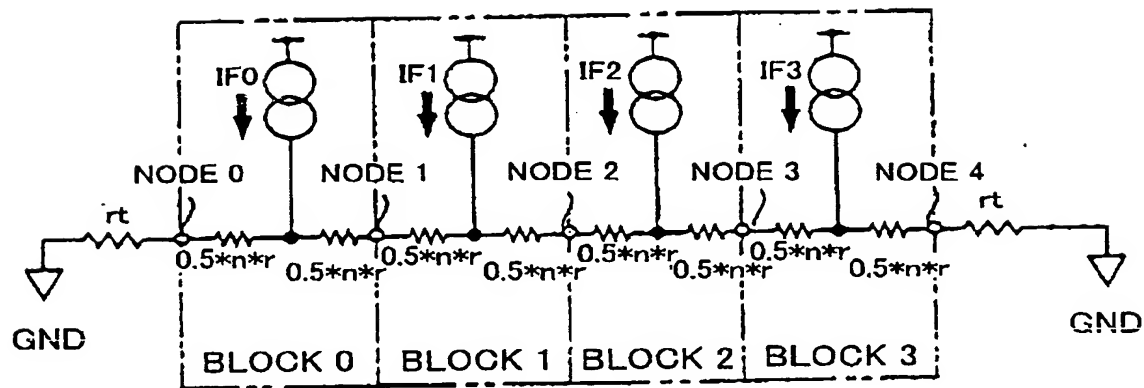 IF0 IF1 IF2 IF3
NODE 0 NODE 1 NODE 2 NODE 3 NODE 4
rt rt
0.5*n*r 0.5*n*r 0.5*n*r 0.5*n*r 0.5*n*r 0.5*n*r 0.5*n*r 0.5*n*r
GND GND
BLOCK 0 BLOCK 1 BLOCK 2 BLOCK 3